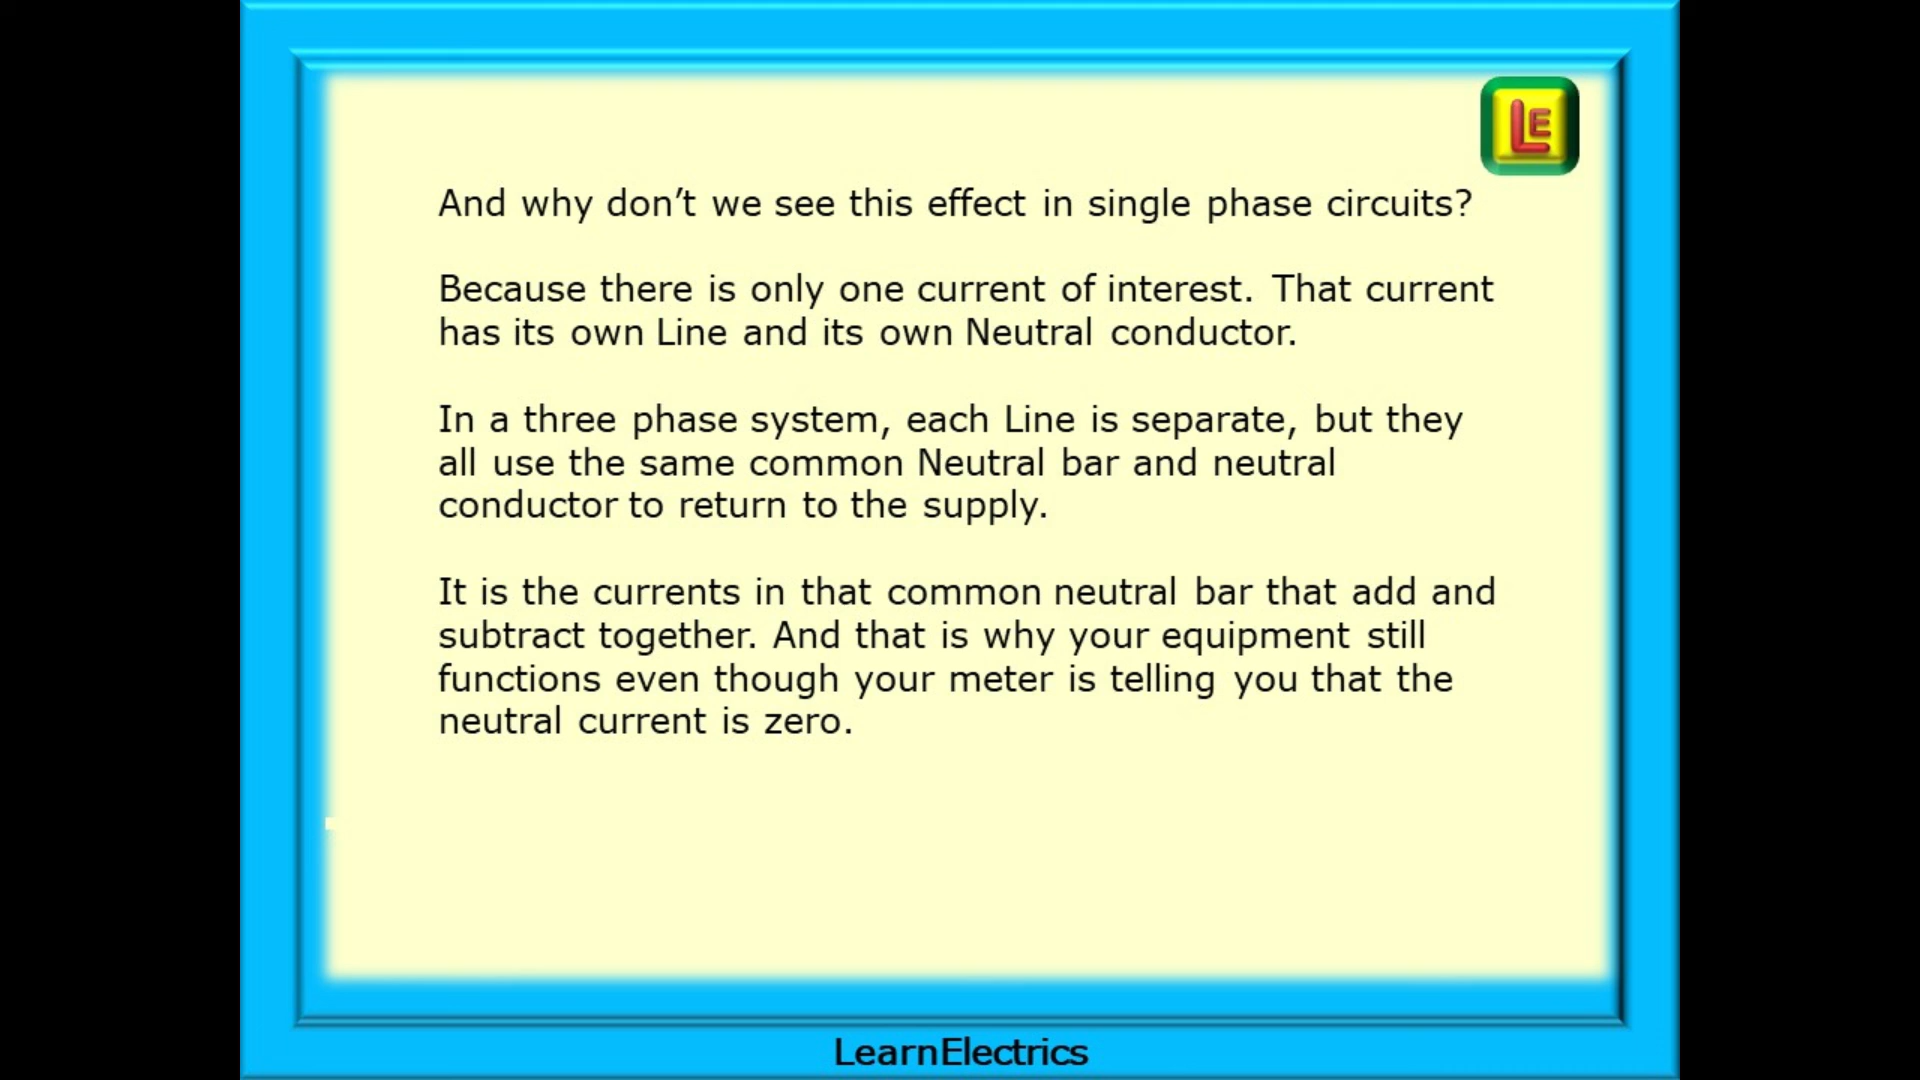 LE
And why don’t we see this effect in single phase circuits?
Because there is only one current of interest. That current
has its own Line and its own Neutral conductor.
In a three phase system, each Line is separate, but they
all use the same common Neutral bar and neutral
conductor to return to the supply.
It is the currents in that common neutral bar that add and
subtract together. And that is why your equipment still
functions even though your meter is telling you that the
neutral current is zero.
LearnElectrics